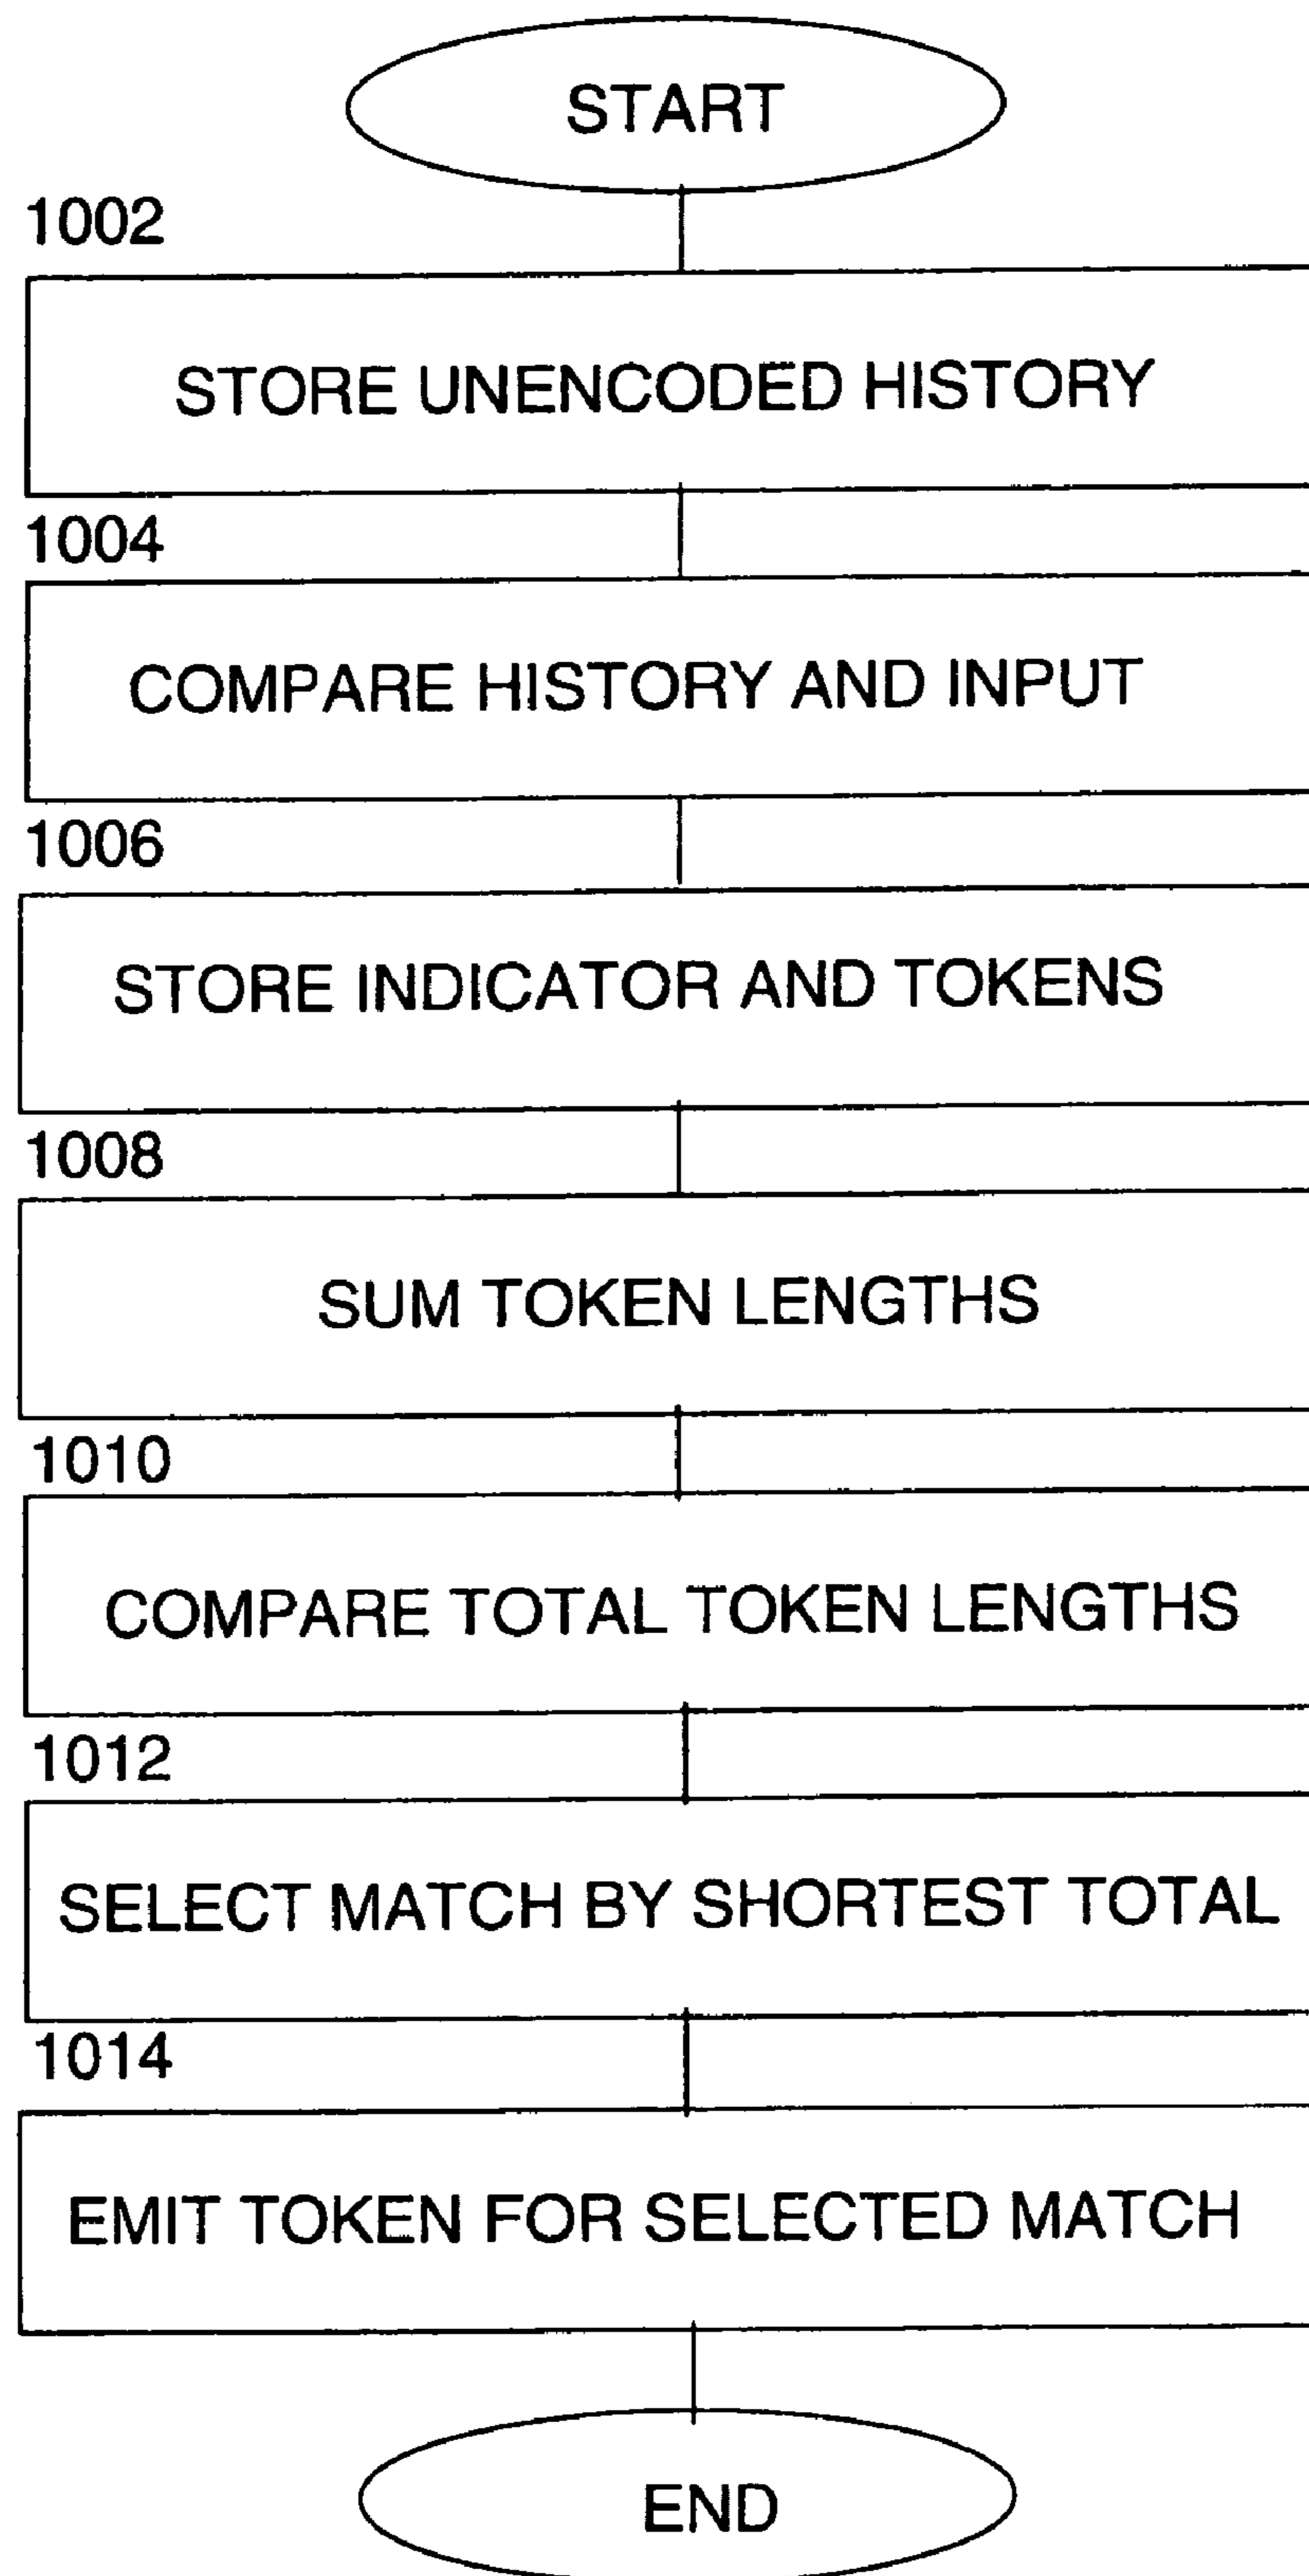 START
1002
STORE UNENCODED HISTORY
1004
COMPARE HISTORY AND INPUT
1006
STORE INDICATOR AND TOKENS
1008
SUM TOKEN LENGTHS
1010
COMPARE TOTAL TOKEN LENGTHS
1012
SELECT MATCH BY SHORTEST TOTAL
1014
EMIT TOKEN FOR SELECTED MATCH
END